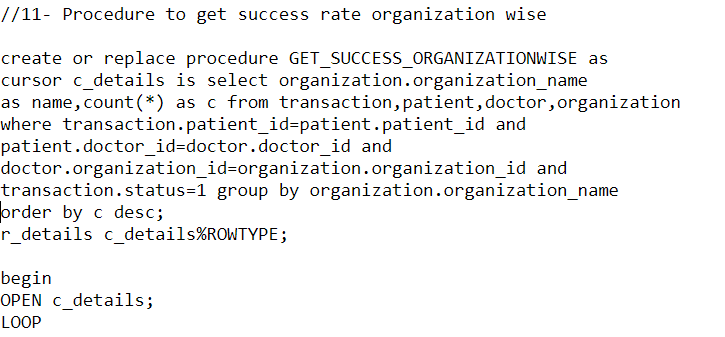 //11- Procedure to get success rate organization wise
create or replace procedure GET_SUCCESS_ORGANIZATIONWISE as
cursor c_details is select organization.organization_name
as name,count(*) as c from transaction,patient,doctor,organization
where transaction.patient_id=patient.patient_id and
patient.doctor_id=doctor.doctor_id and
doctor.organization_id=organization.organization_id and
transaction.status=1 group by organization.organization_name
order by c desc;
r_details c_details%ROWTYPE;
begin
OPEN c_details;
LOOP